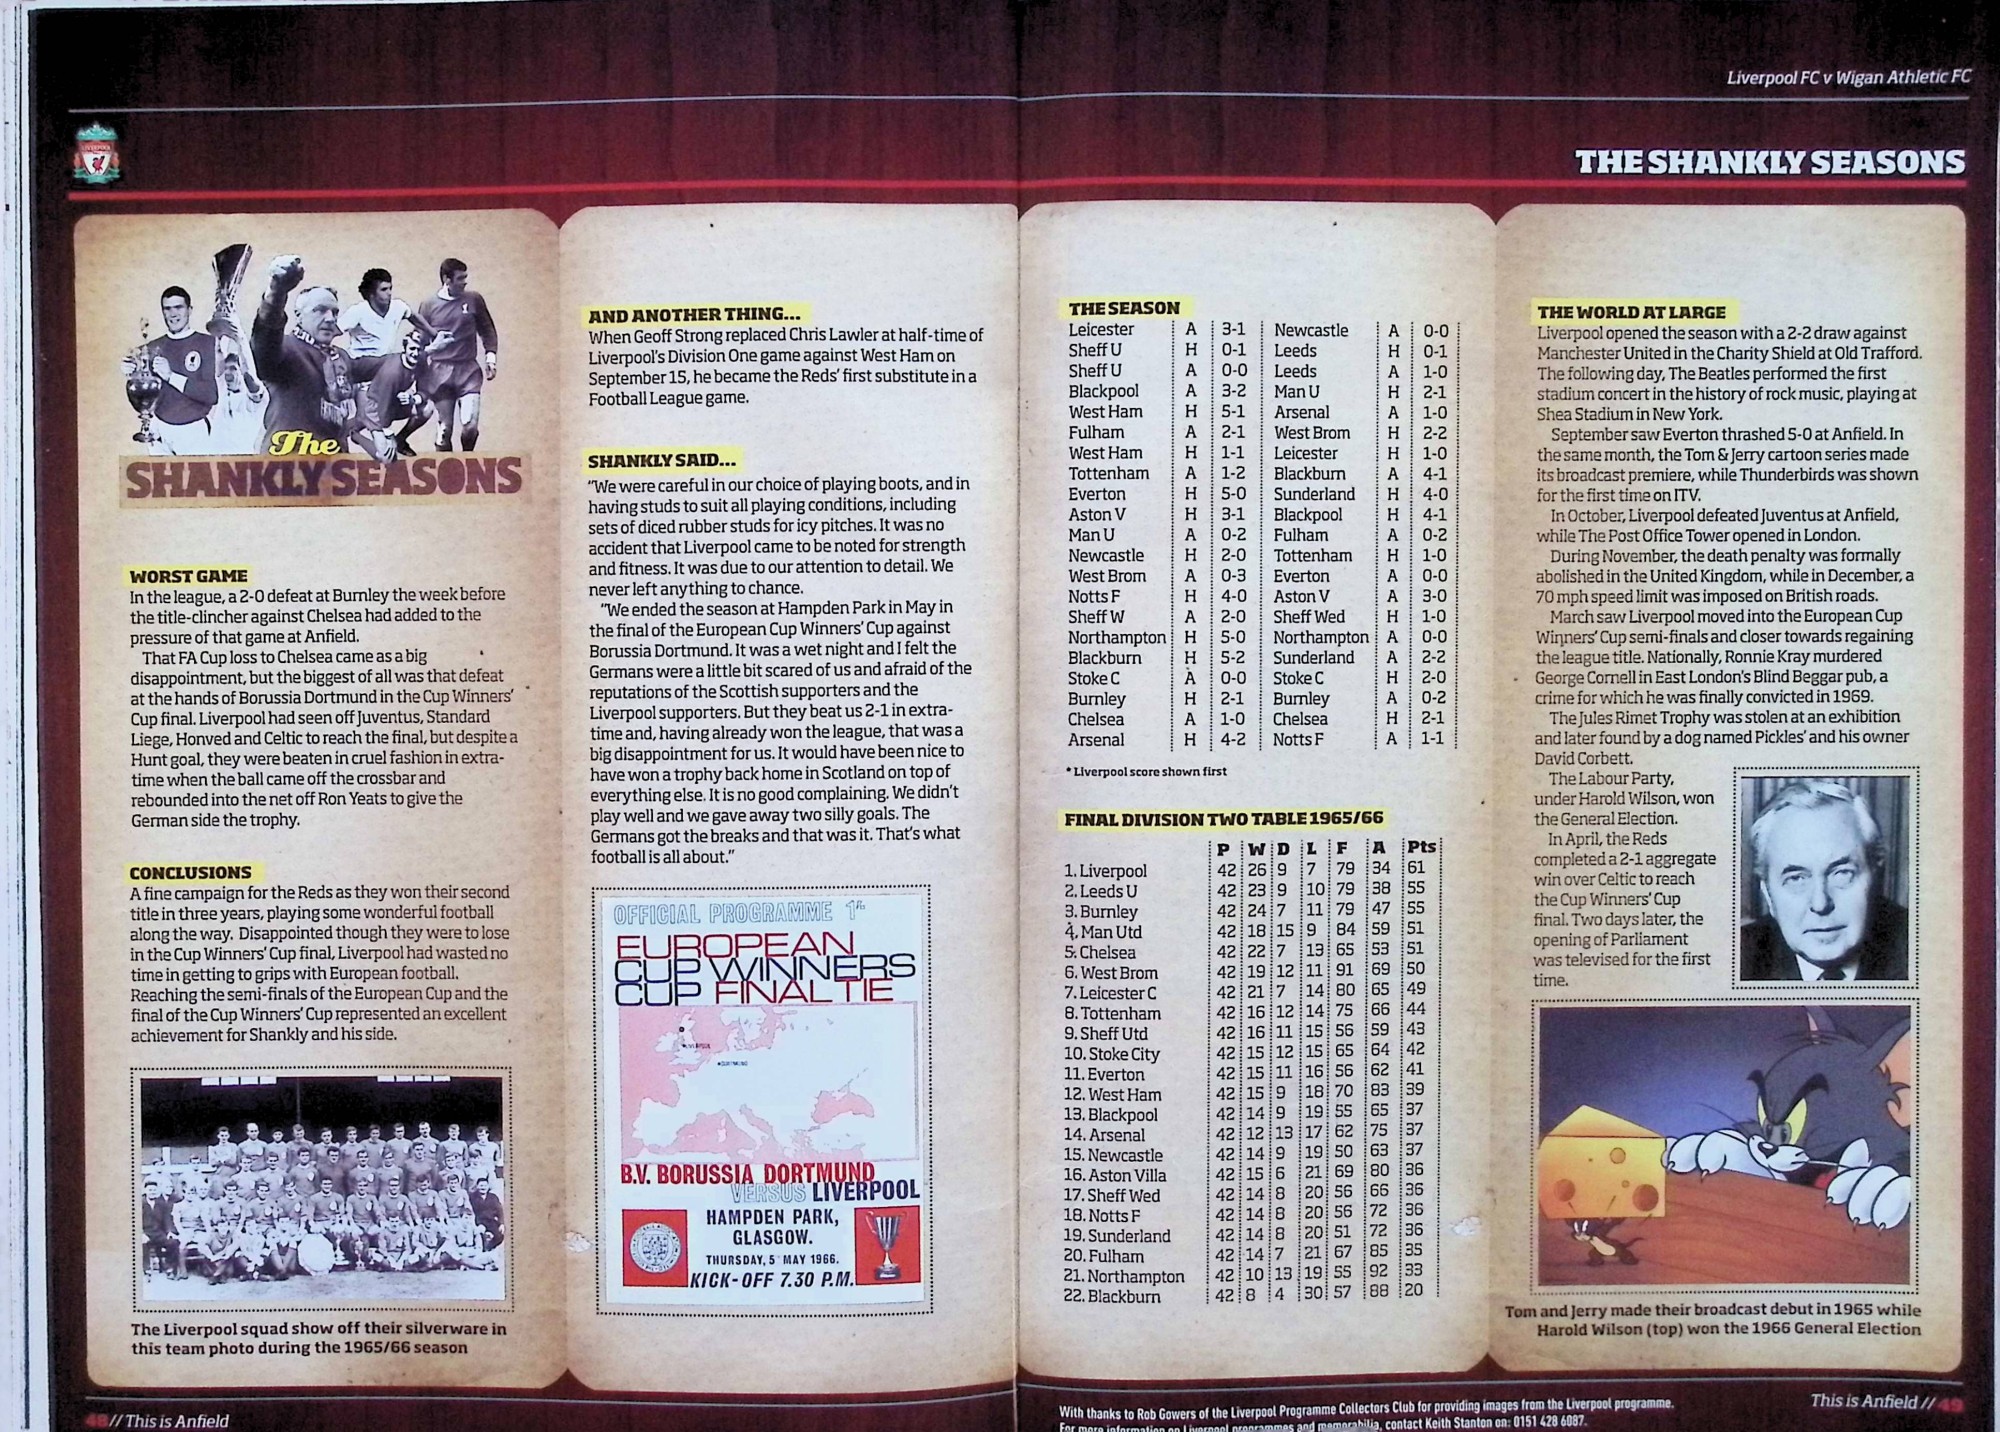 Liverpool FC v Wigan Athletic FC
THE SHANKLY SEASONS
The
SHANKLY SEASONS
WORST GAME
In the league, a 2-0 defeat at Burnley the week before
the title-clincher against Chelsea had added to the
pressure of that game at Anfield.
That FA Cup loss to Chelsea came as a big
disappointment, but the biggest of all was that defeat
at the hands of Borussia Dortmund in the Cup Winners'
Cup final. Liverpool had seen off Juventus, Standard
Liege, Honved and Celtic to reach the final, but despite a
Hunt goal, they were beaten in cruel fashion in extra-
time when the ball came off the crossbar and
rebounded into the net off Ron Yeats to give the
German side the trophy.
CONCLUSIONS
A fine campaign for the Reds as they won their second
title in three years, playing some wonderful football
along the way. Disappointed though they were to lose
in the Cup Winners' Cup final, Liverpool had wasted no
time in getting to grips with European football.
Reaching the semi-finals of the European Cup and the
final of the Cup Winners' Cup represented an excellent
achievement for Shankly and his side.
The Liverpool squad show off their silverware in
this team photo during the 1965/66 season
AND ANOTHER THING...
When Geoff Strong replaced Chris Lawler at half-time of
Liverpool's Division One game against West Ham on
September 15, he became the Reds' first substitute in a
Football League game.
SHANKLY SAID...
"We were careful in our choice of playing boots, and in
having studs to suit all playing conditions, including
sets of diced rubber studs for icy pitches. It was no
accident that Liverpool came to be noted for strength
and fitness. It was due to our attention to detail. We
never left anything to chance.
"We ended the season at Hampden Park in May in
the final of the European Cup Winners' Cup against
Borussia Dortmund. It was a wet night and I felt the
Germans were a little bit scared of us and afraid of the
reputations of the Scottish supporters and the
Liverpool supporters. But they beat us 2-1 in extra-
time and, having already won the league, that was a
big disappointment for us. It would have been nice to
have won a trophy back home in Scotland on top of
everything else. It is no good complaining. We didn't
play well and we gave away two silly goals. The
Germans got the breaks and that was it. That's what
football is all about."
OFFICIAL PROGRAMME 1/-
EUROPEAN
CUP WINNERS
CUP FINAL TIE
LIVERPOOL
DORTMUND
B.V. BORUSSIA DORTMUND
VERSUS LIVERPOOL
HAMPDEN PARK,
GLASGOW.
THURSDAY, 5 MAY 1966.
KICK-OFF 7.30 P.M.
THE SEASON
Leicester A 3-1 Newcastle A 0-0
Sheff U H 0-1 Leeds H 0-1
Sheff U A 0-0 Leeds A 1-0
Blackpool A 3-2 Man U H 2-1
West Ham H 5-1 Arsenal A 1-0
Fulham A 2-1 West Brom H 2-2
West Ham H 1-1 Leicester H 1-0
Tottenham A 1-2 Blackburn A 4-1
Everton H 5-0 Sunderland H 4-0
Aston V H 3-1 Blackpool H 4-1
Man U A 0-2 Fulham A 0-2
Newcastle H 2-0 Tottenham H 1-0
West Brom A 0-3 Everton A 0-0
Notts F H 4-0 Aston V A 3-0
Sheff W A 2-0 Sheff Wed H 1-0
Northampton H 5-0 Northampton A 0-0
Blackburn H 5-2 Sunderland A 2-2
Stoke C A 0-0 Stoke C H 2-0
Burnley H 2-1 Burnley A 0-2
Chelsea A 1-0 Chelsea H 2-1
Arsenal H 4-2 Notts F A 1-1
* Liverpool score shown first
FINAL DIVISION TWO TABLE 1965/66
P W D L F A Pts
1. Liverpool 42 26 9 7 79 34 61
2. Leeds U 42 23 9 10 79 38 55
3. Burnley 42 24 7 11 79 47 55
4. Man Utd 42 18 15 9 84 59 51
5. Chelsea 42 22 7 13 65 53 51
6. West Brom 42 19 12 11 91 69 50
7. Leicester C 42 21 7 14 80 65 49
8. Tottenham 42 16 12 14 75 66 44
9. Sheff Utd 42 16 11 15 56 59 43
10. Stoke City 42 15 12 15 65 64 42
11. Everton 42 15 11 16 56 62 41
12. West Ham 42 15 9 18 70 83 39
13. Blackpool 42 14 9 19 55 65 37
14. Arsenal 42 12 13 17 62 75 37
15. Newcastle 42 14 9 19 50 63 37
16. Aston Villa 42 15 6 21 69 80 36
17. Sheff Wed 42 14 8 20 56 66 36
18. Notts F 42 14 8 20 56 72 36
19. Sunderland 42 14 8 20 51 72 36
20. Fulham 42 14 7 21 67 85 35
21. Northampton 42 10 13 19 55 92 33
22. Blackburn 42 8 4 30 57 88 20
THE WORLD AT LARGE
Liverpool opened the season with a 2-2 draw against
Manchester United in the Charity Shield at Old Trafford.
The following day, The Beatles performed the first
stadium concert in the history of rock music, playing at
Shea Stadium in New York.
September saw Everton thrashed 5-0 at Anfield. In
the same month, the Tom & Jerry cartoon series made
its broadcast premiere, while Thunderbirds was shown
for the first time on ITV.
In October, Liverpool defeated Juventus at Anfield,
while The Post Office Tower opened in London.
During November, the death penalty was formally
abolished in the United Kingdom, while in December, a
70 mph speed limit was imposed on British roads.
March saw Liverpool moved into the European Cup
Winners' Cup semi-finals and closer towards regaining
the league title. Nationally, Ronnie Kray murdered
George Cornell in East London's Blind Beggar pub, a
crime for which he was finally convicted in 1969.
The Jules Rimet Trophy was stolen at an exhibition
and later found by a dog named Pickles' and his owner
David Corbett.
The Labour Party,
under Harold Wilson, won
the General Election.
In April, the Reds
completed a 2-1 aggregate
win over Celtic to reach
the Cup Winners' Cup
final. Two days later, the
opening of Parliament
was televised for the first
time.
Tom and Jerry made their broadcast debut in 1965 while
Harold Wilson (top) won the 1966 General Election
48 // This is Anfield
With thanks to Rob Gowers of the Liverpool Programme Collectors Club for providing images from the Liverpool programme.
For more information on Liverpool programmes and memorabilia, contact Keith Stanton on: 0151 428 6087.
This is Anfield // 49